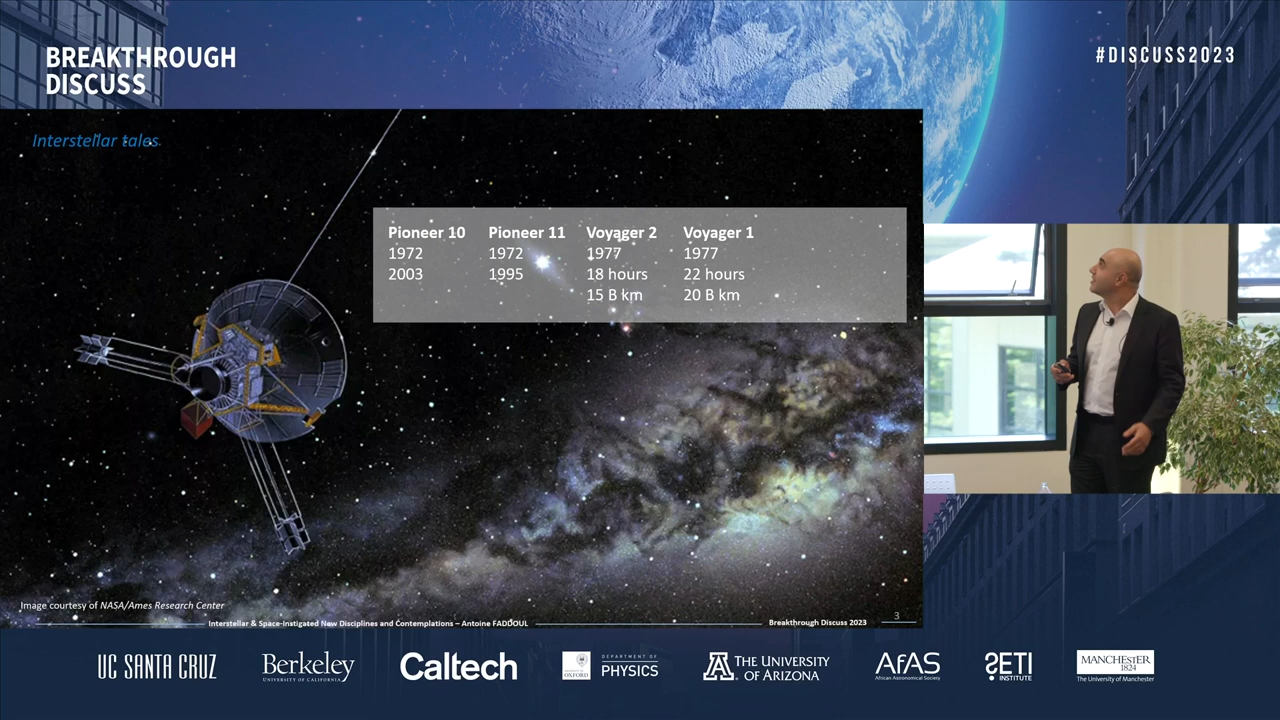 BREAKTHROUGH
DISCUSS
#DISCUSS2023
Interstellar tales
Pioneer 10 Pioneer 11 Voyager 2 Voyager 1
1972 1972 1977 1977
2003 1995 18 hours 22 hours
15 B km 20 B km
Image courtesy of NASA/Ames Research Center
3
Interstellar & Space-Instigated New Disciplines and Contemplations – Antoine FADDOUL
Breakthrough Discuss 2023
UC SANTA CRUZ
Berkeley
UNIVERSITY OF CALIFORNIA
Caltech
OXFORD
DEPARTMENT OF
PHYSICS
THE UNIVERSITY
OF ARIZONA
AfAS
African Astronomical Society
SETI
INSTITUTE
MANCHESTER
1824
The University of Manchester